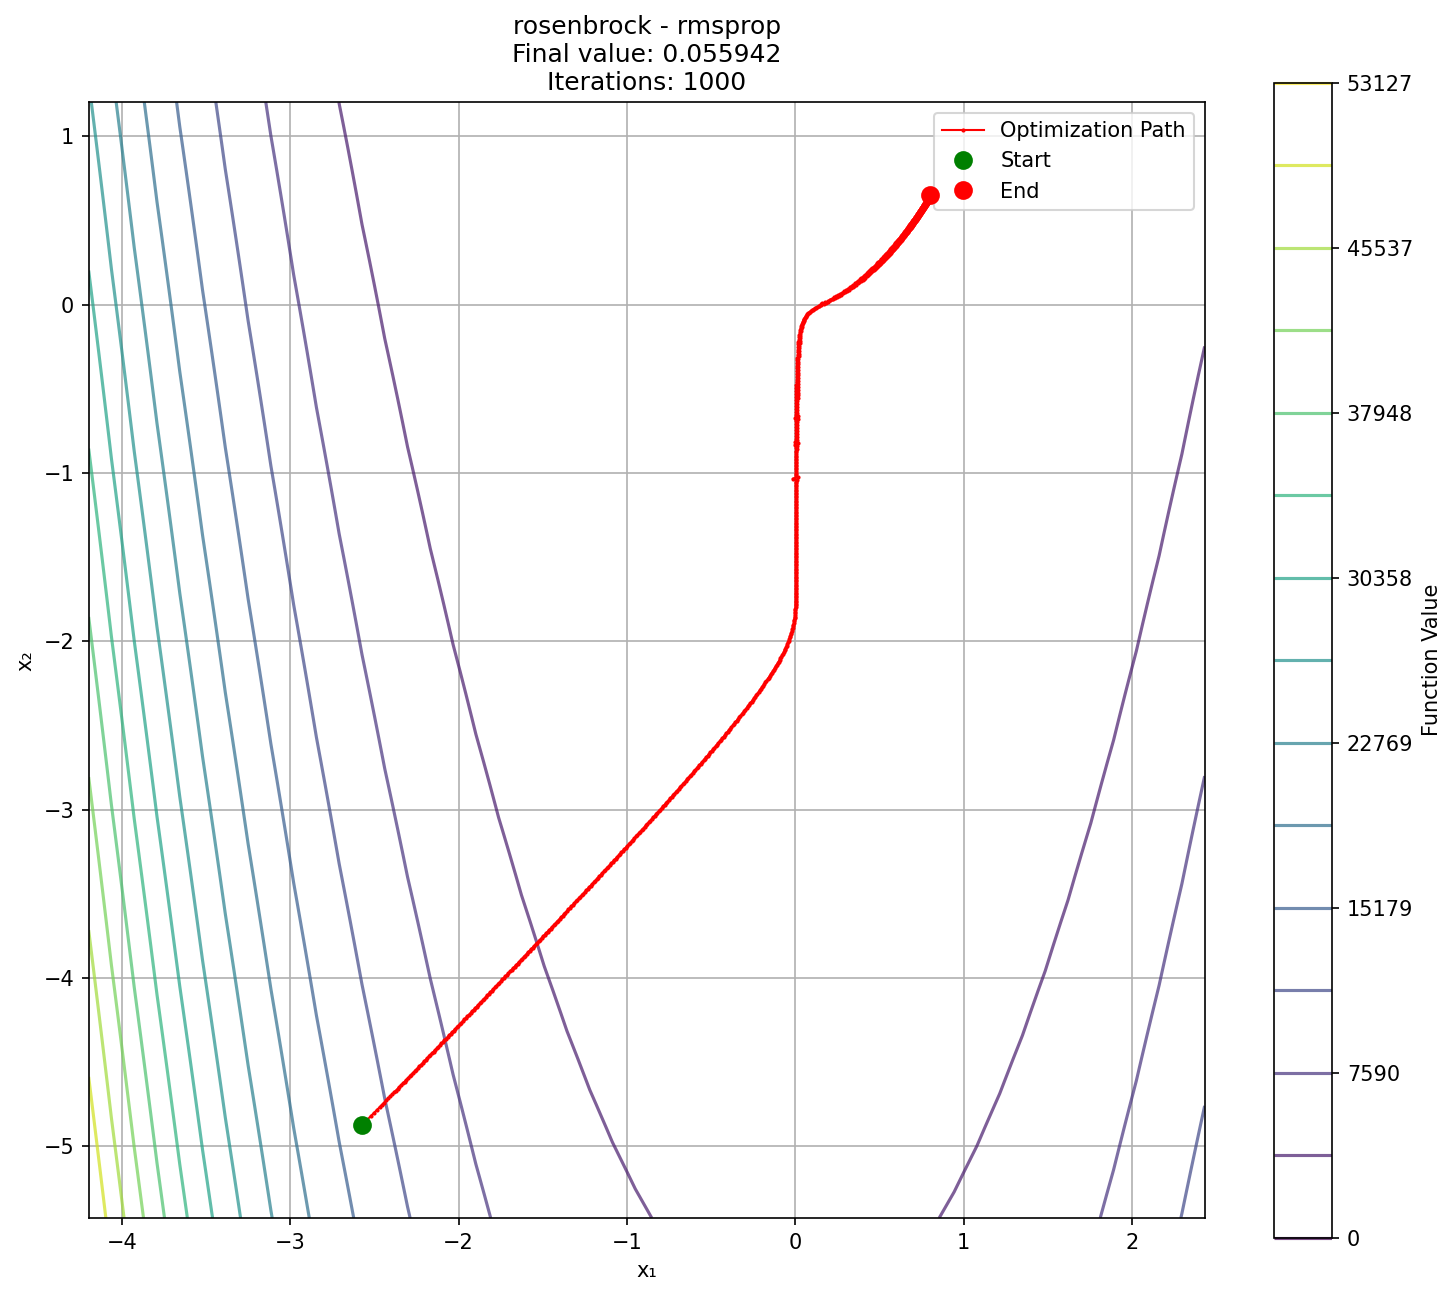 rosenbrock - rmsprop
Final value: 0.055942
Iterations: 1000
Optimization Path
Start
End
1
0
−1
−2
−3
−4
−5
x₂
−4
−3
−2
−1
0
1
2
x₁
53127
45537
37948
30358
22769
15179
7590
0
Function Value